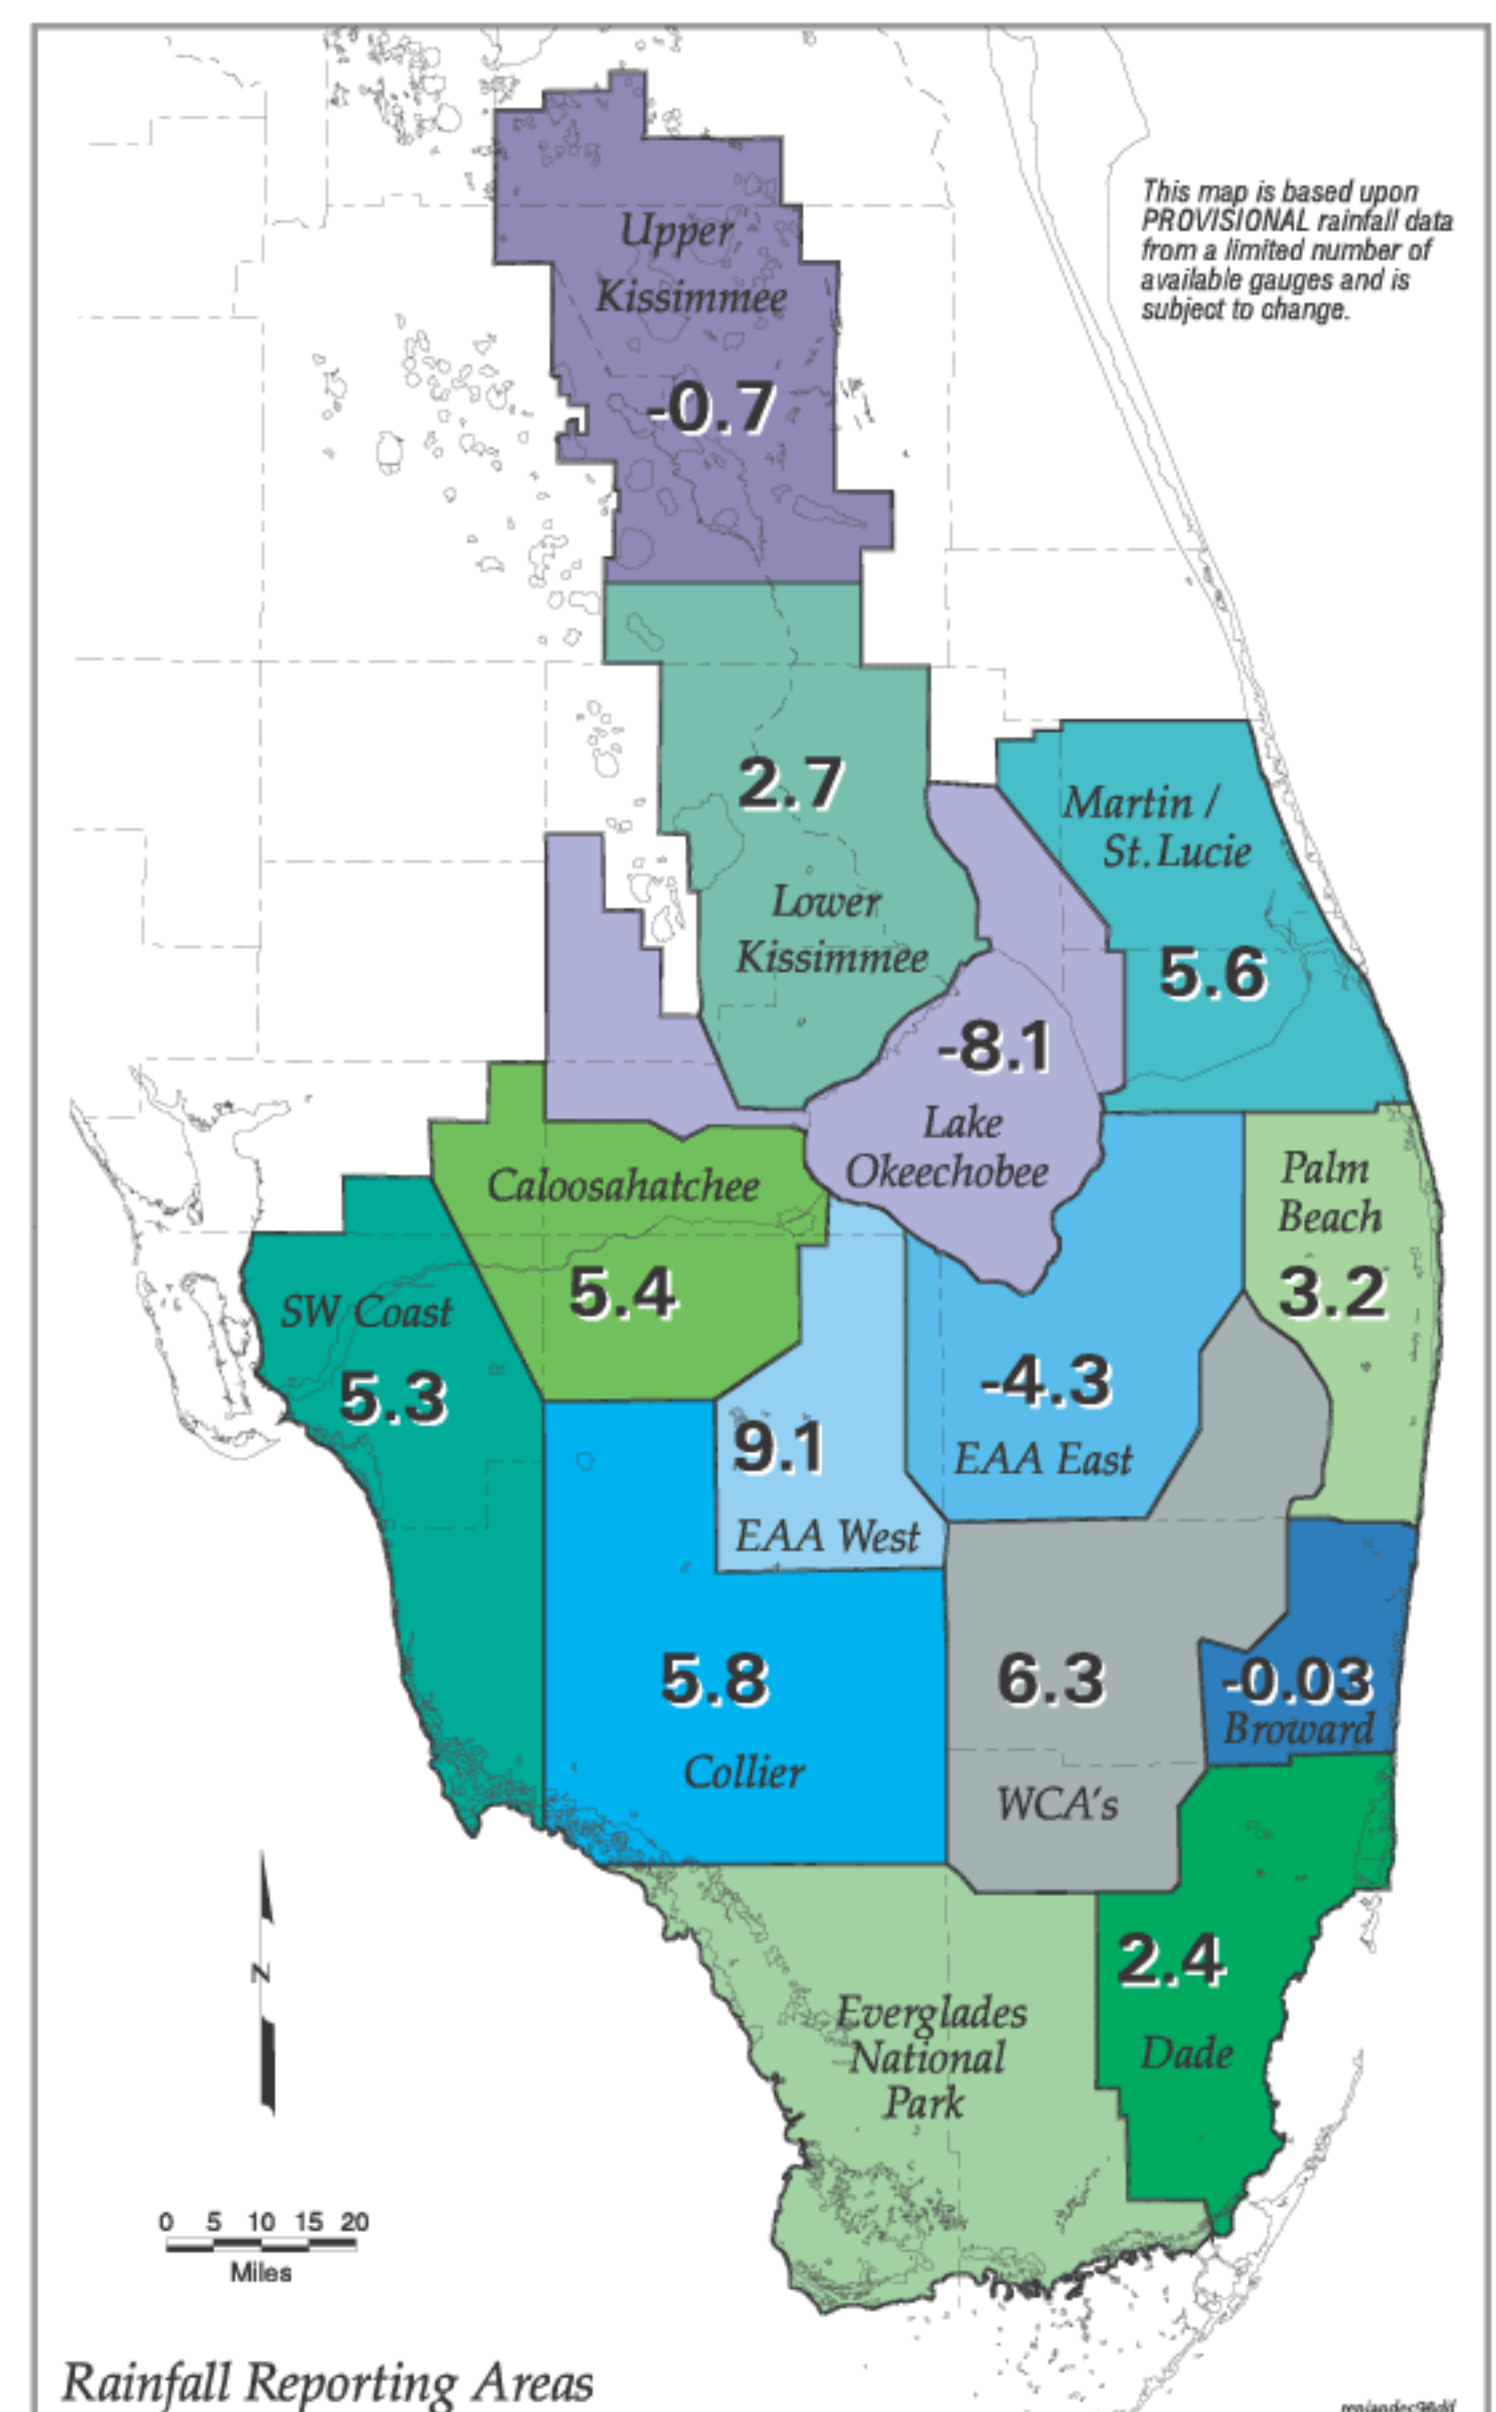 This map is based upon
PROVISIONAL rainfall data
from a limited number of
available gauges and is
subject to change.
Upper
Kissimmee
-0.7
2.7
Lower
Kissimmee
Martin /
St. Lucie
5.6
-8.1
Lake
Okeechobee
Caloosahatchee
5.4
Palm
Beach
3.2
SW Coast
5.3
-4.3
EAA East
9.1
EAA West
5.8
Collier
6.3
WCA's
-0.03
Broward
2.4
Dade
Everglades
National
Park
N
0 5 10 15 20
Miles
Rainfall Reporting Areas